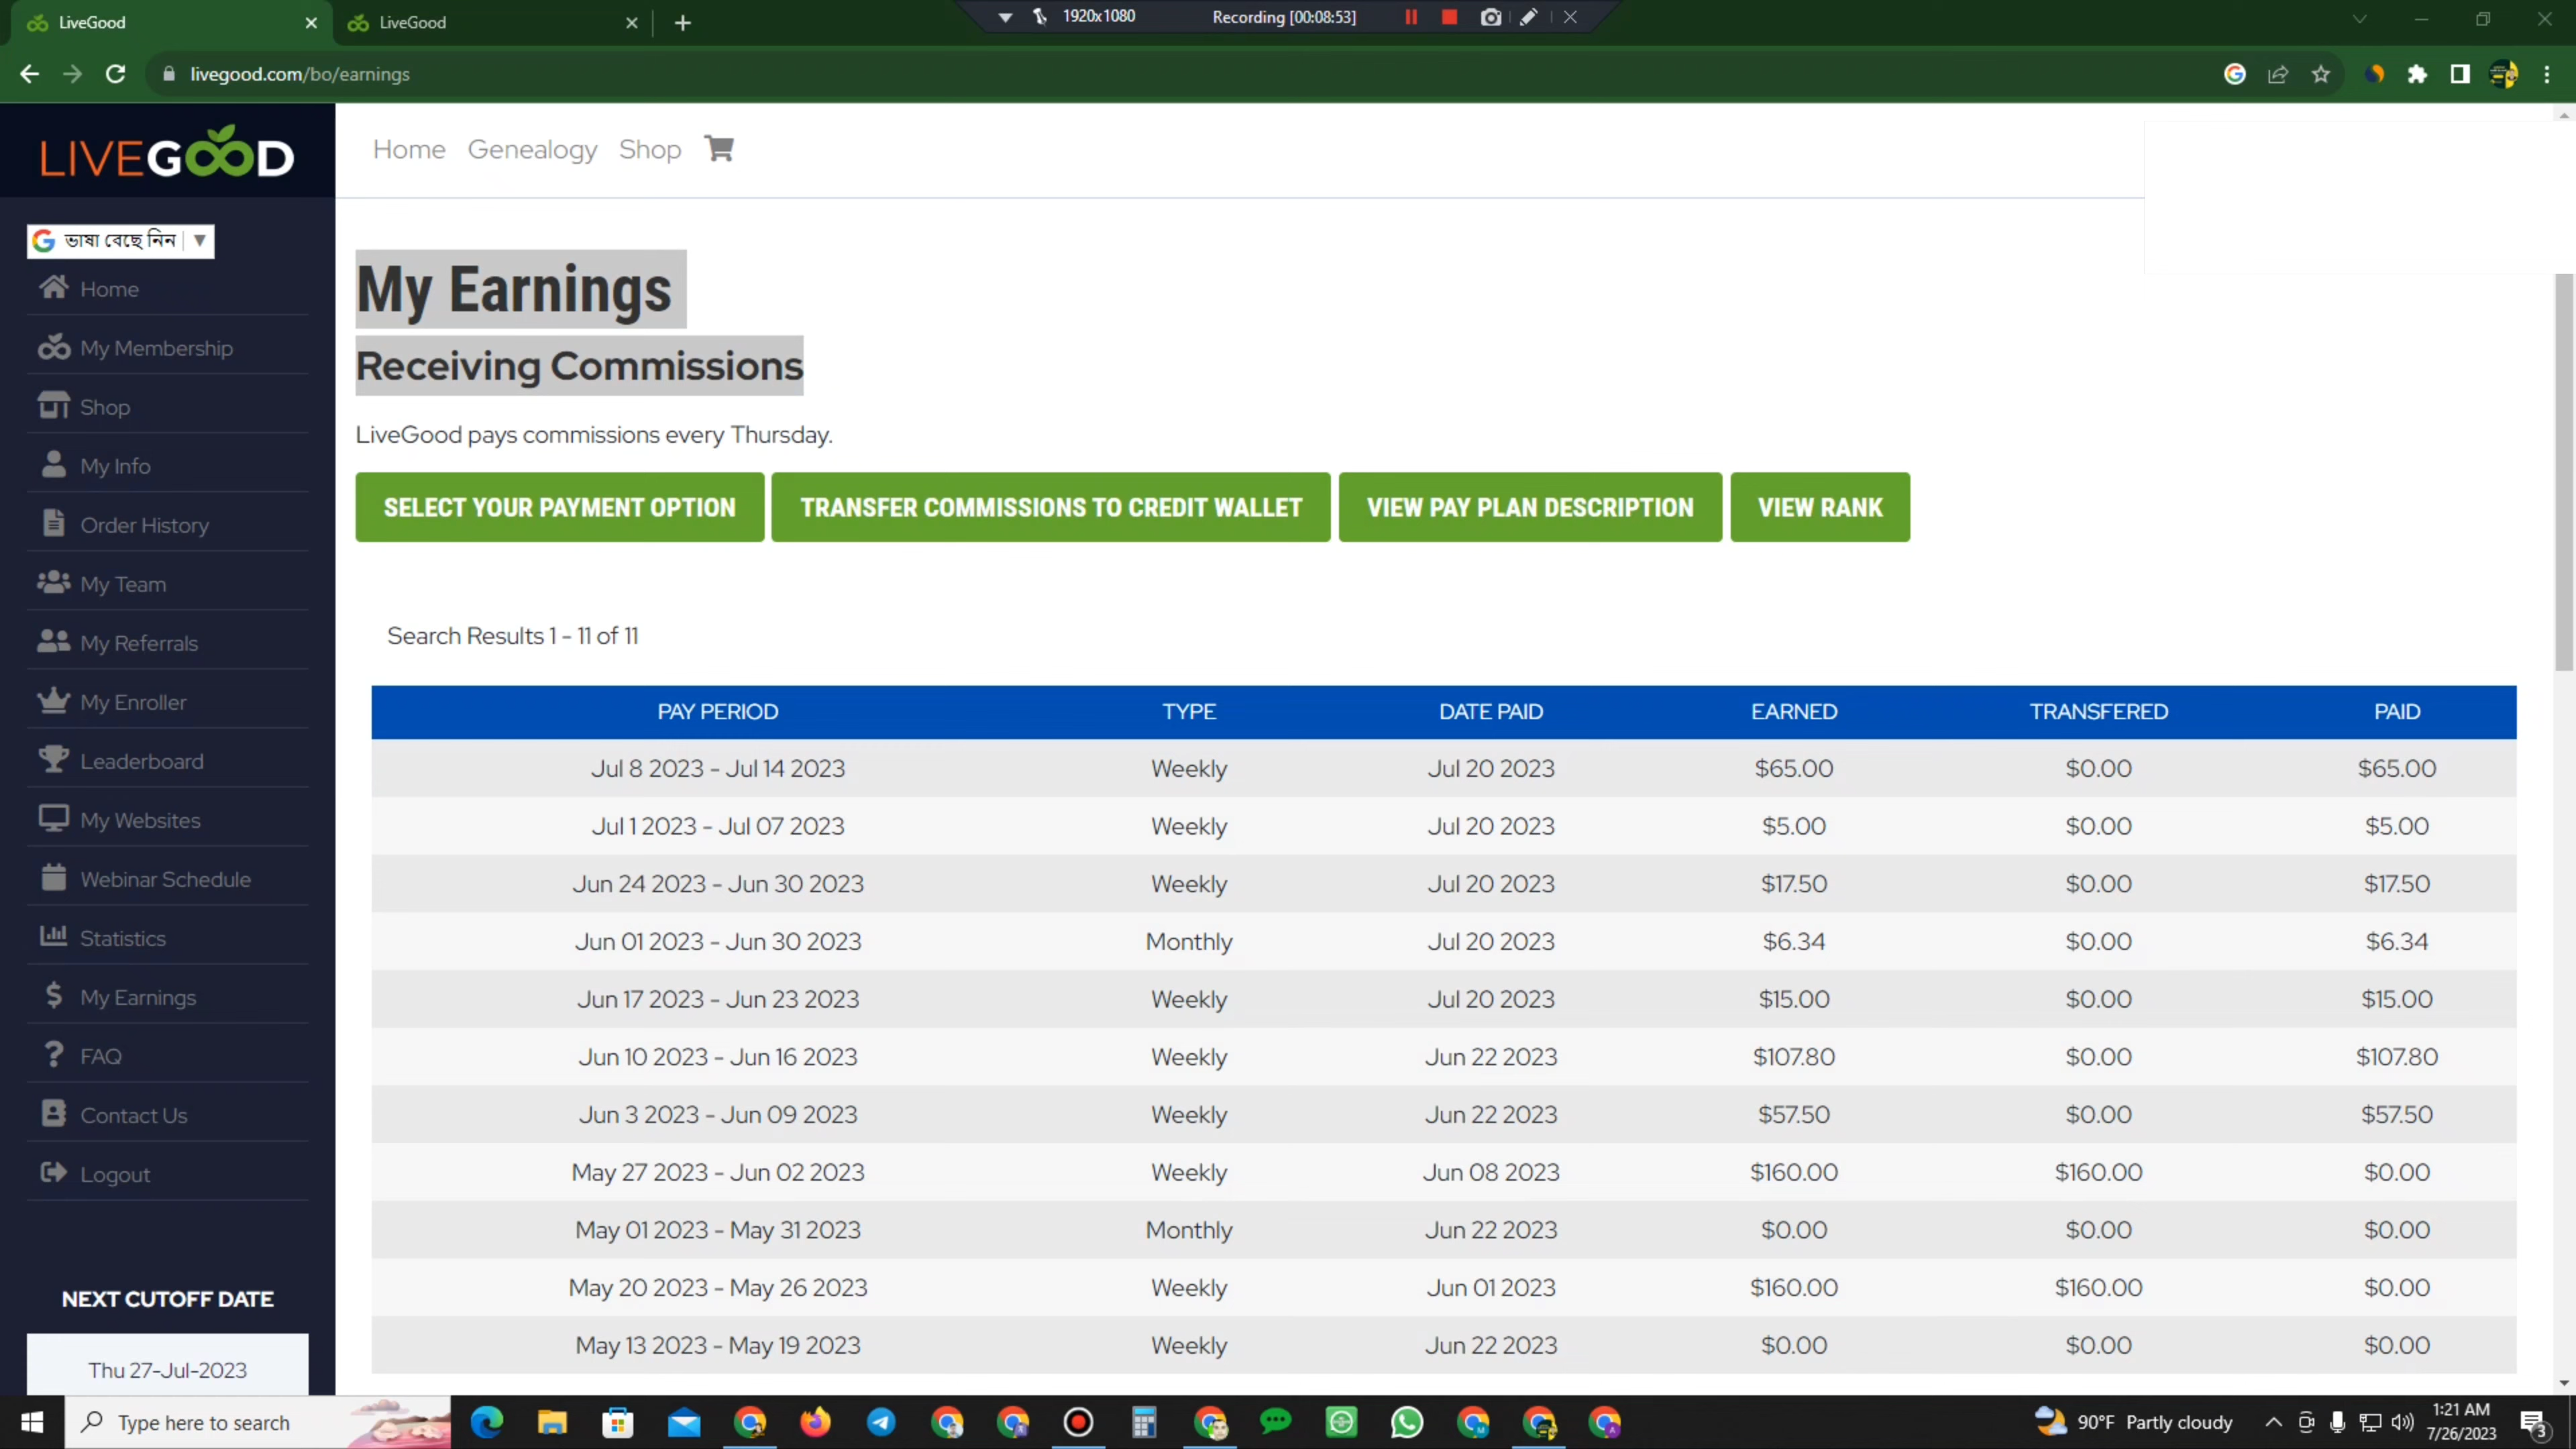 LiveGood
LiveGood
1920x1080
Recording [00:08:53]
livegood.com/bo/earnings
LIVEGOOD
Home Genealogy Shop
ভাষা বেছে নিন ▼
Home
My Membership
Shop
My Info
Order History
My Team
My Referrals
My Enroller
Leaderboard
My Websites
Webinar Schedule
Statistics
My Earnings
FAQ
Contact Us
Logout
NEXT CUTOFF DATE
Thu 27-Jul-2023
My Earnings
Receiving Commissions
LiveGood pays commissions every Thursday.
SELECT YOUR PAYMENT OPTION TRANSFER COMMISSIONS TO CREDIT WALLET VIEW PAY PLAN DESCRIPTION VIEW RANK
Search Results 1 - 11 of 11
PAY PERIOD TYPE DATE PAID EARNED TRANSFERED PAID
Jul 8 2023 - Jul 14 2023 Weekly Jul 20 2023 $65.00 $0.00 $65.00
Jul 1 2023 - Jul 07 2023 Weekly Jul 20 2023 $5.00 $0.00 $5.00
Jun 24 2023 - Jun 30 2023 Weekly Jul 20 2023 $17.50 $0.00 $17.50
Jun 01 2023 - Jun 30 2023 Monthly Jul 20 2023 $6.34 $0.00 $6.34
Jun 17 2023 - Jun 23 2023 Weekly Jul 20 2023 $15.00 $0.00 $15.00
Jun 10 2023 - Jun 16 2023 Weekly Jun 22 2023 $107.80 $0.00 $107.80
Jun 3 2023 - Jun 09 2023 Weekly Jun 22 2023 $57.50 $0.00 $57.50
May 27 2023 - Jun 02 2023 Weekly Jun 08 2023 $160.00 $160.00 $0.00
May 01 2023 - May 31 2023 Monthly Jun 22 2023 $0.00 $0.00 $0.00
May 20 2023 - May 26 2023 Weekly Jun 01 2023 $160.00 $160.00 $0.00
May 13 2023 - May 19 2023 Weekly Jun 22 2023 $0.00 $0.00 $0.00
Type here to search
90°F Partly cloudy
1:21 AM
7/26/2023
3